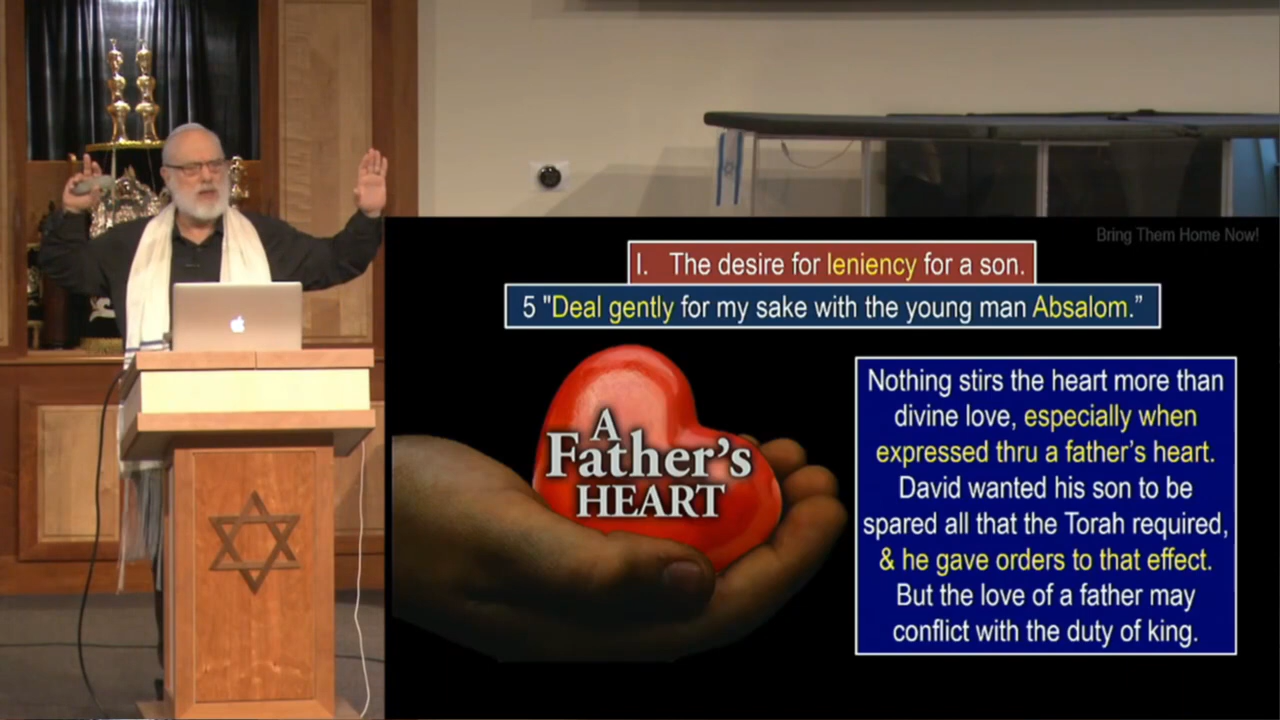 Bring Them Home Now!
I. The desire for leniency for a son.
5 "Deal gently for my sake with the young man Absalom.”
A
Father's
HEART
Nothing stirs the heart more than
divine love, especially when
expressed thru a father's heart.
David wanted his son to be
spared all that the Torah required,
& he gave orders to that effect.
But the love of a father may
conflict with the duty of king.